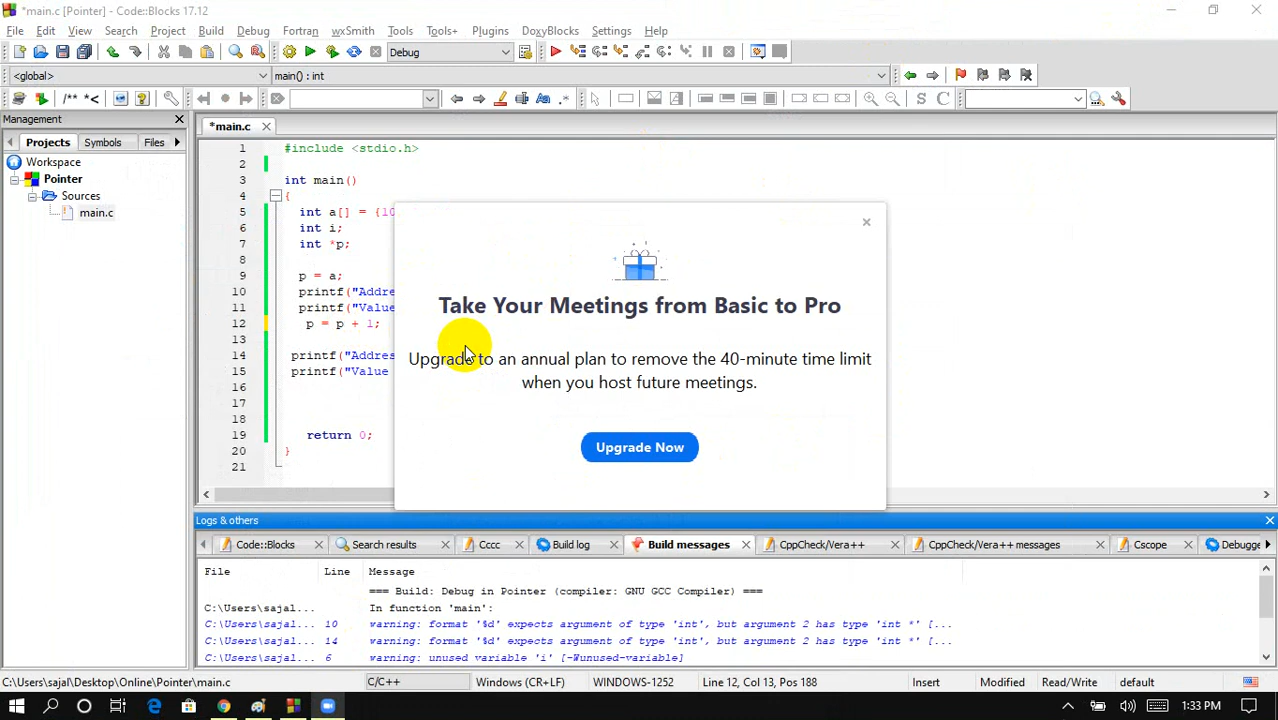 *main.c [Pointer] - Code::Blocks 17.12
File Edit View Search Project Build Debug Fortran wxSmith Tools Tools+ Plugins DoxyBlocks Settings Help
Debug
<global> main() : int
/** *< .* S C
Management
Projects Symbols Files
Workspace
Pointer
Sources
main.c
*main.c
1 #include <stdio.h>
2
3 int main()
4 {
5 int a[] = {10
6 int i;
7 int *p;
8
9 p = a;
10 printf("Addre
11 printf("Value
12 p = p + 1;
13
14 printf("Addre
15 printf("Value
16
17
18
19 return 0;
20 }
21
Take Your Meetings from Basic to Pro
Upgrade to an annual plan to remove the 40-minute time limit
when you host future meetings.
Upgrade Now
Logs & others
Code::Blocks Search results Cccc Build log Build messages CppCheck/Vera++ CppCheck/Vera++ messages Cscope Debugge
File Line Message
=== Build: Debug in Pointer (compiler: GNU GCC Compiler) ===
C:\Users\sajal... In function 'main':
C:\Users\sajal... 10 warning: format '%d' expects argument of type 'int', but argument 2 has type 'int *' [-...
C:\Users\sajal... 14 warning: format '%d' expects argument of type 'int', but argument 2 has type 'int *' [-...
C:\Users\sajal... 6 warning: unused variable 'i' [-Wunused-variable]
C:\Users\sajal\Desktop\Online\Pointer\main.c C/C++ Windows (CR+LF) WINDOWS-1252 Line 12, Col 13, Pos 188 Insert Modified Read/Write default
1:33 PM